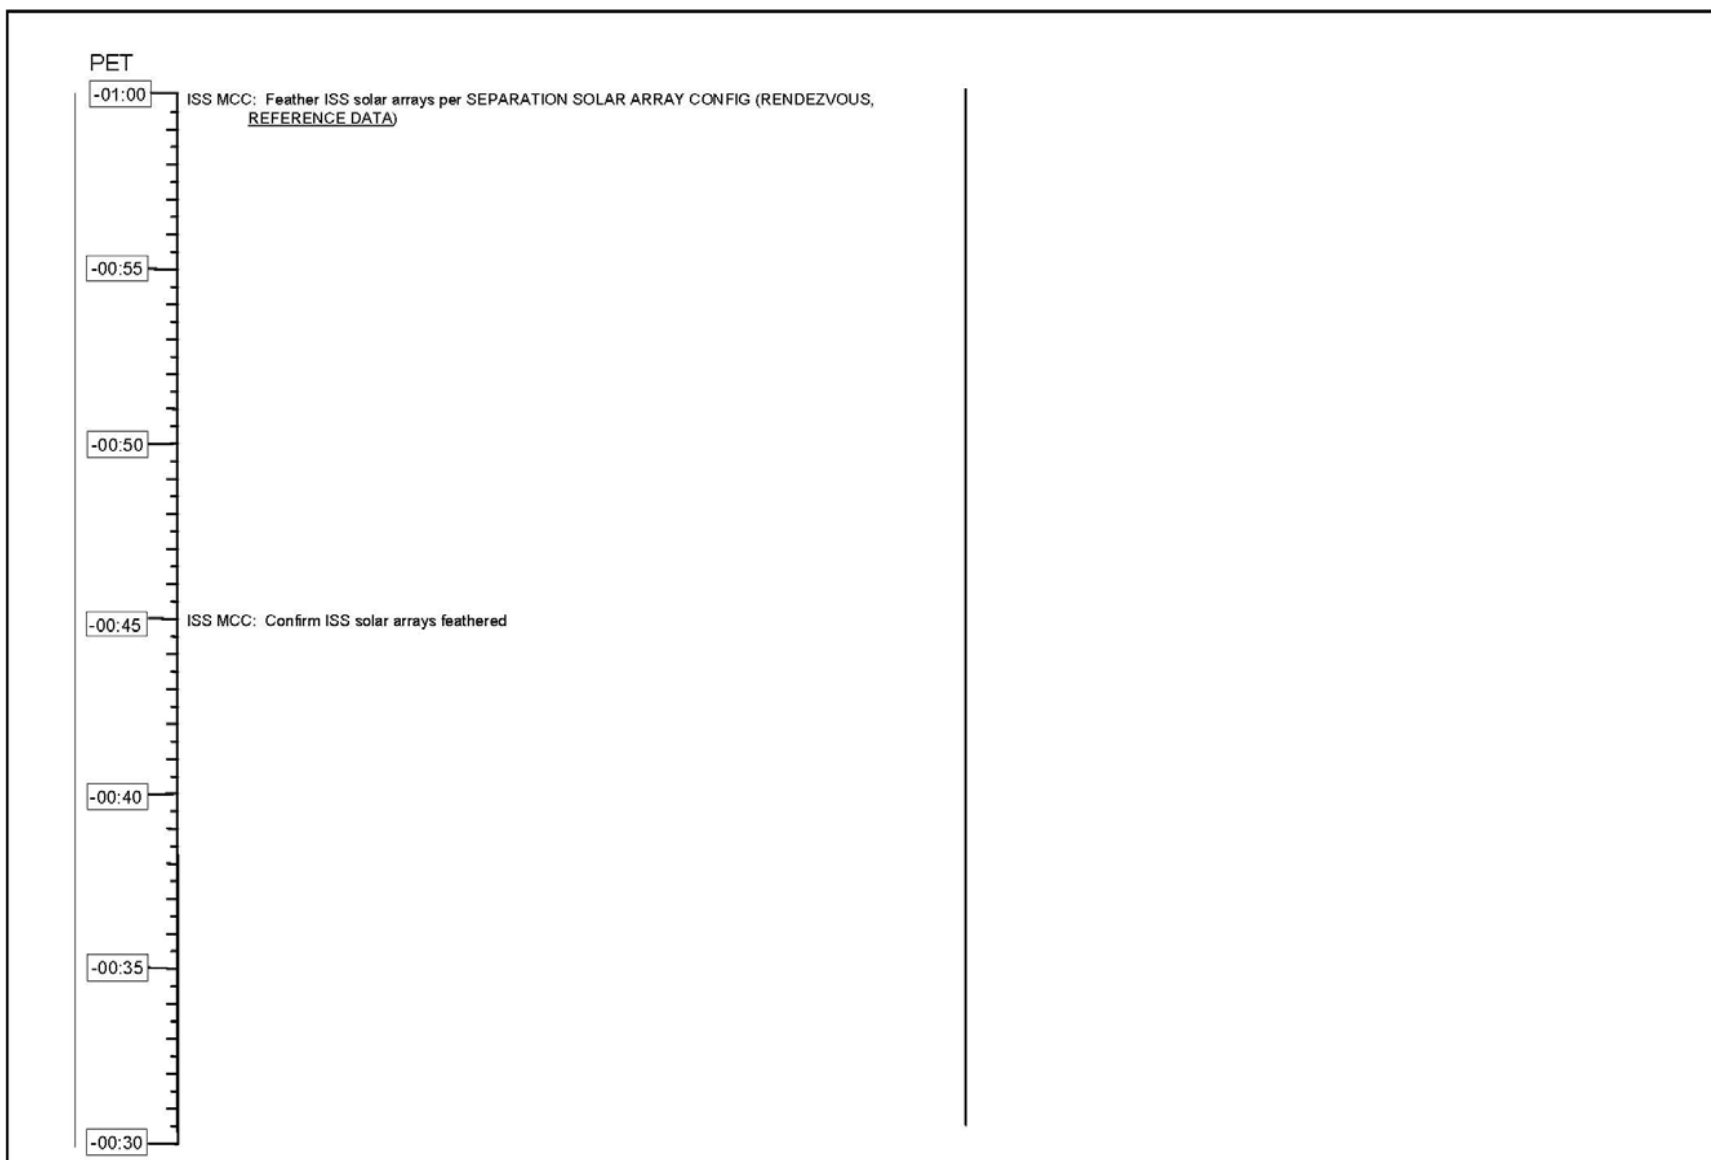 PET
-01:00
ISS MCC: Feather ISS solar arrays per SEPARATION SOLAR ARRAY CONFIG (RENDEZVOUS,
REFERENCE DATA)
-00:55
-00:50
-00:45
ISS MCC: Confirm ISS solar arrays feathered
-00:40
-00:35
-00:30